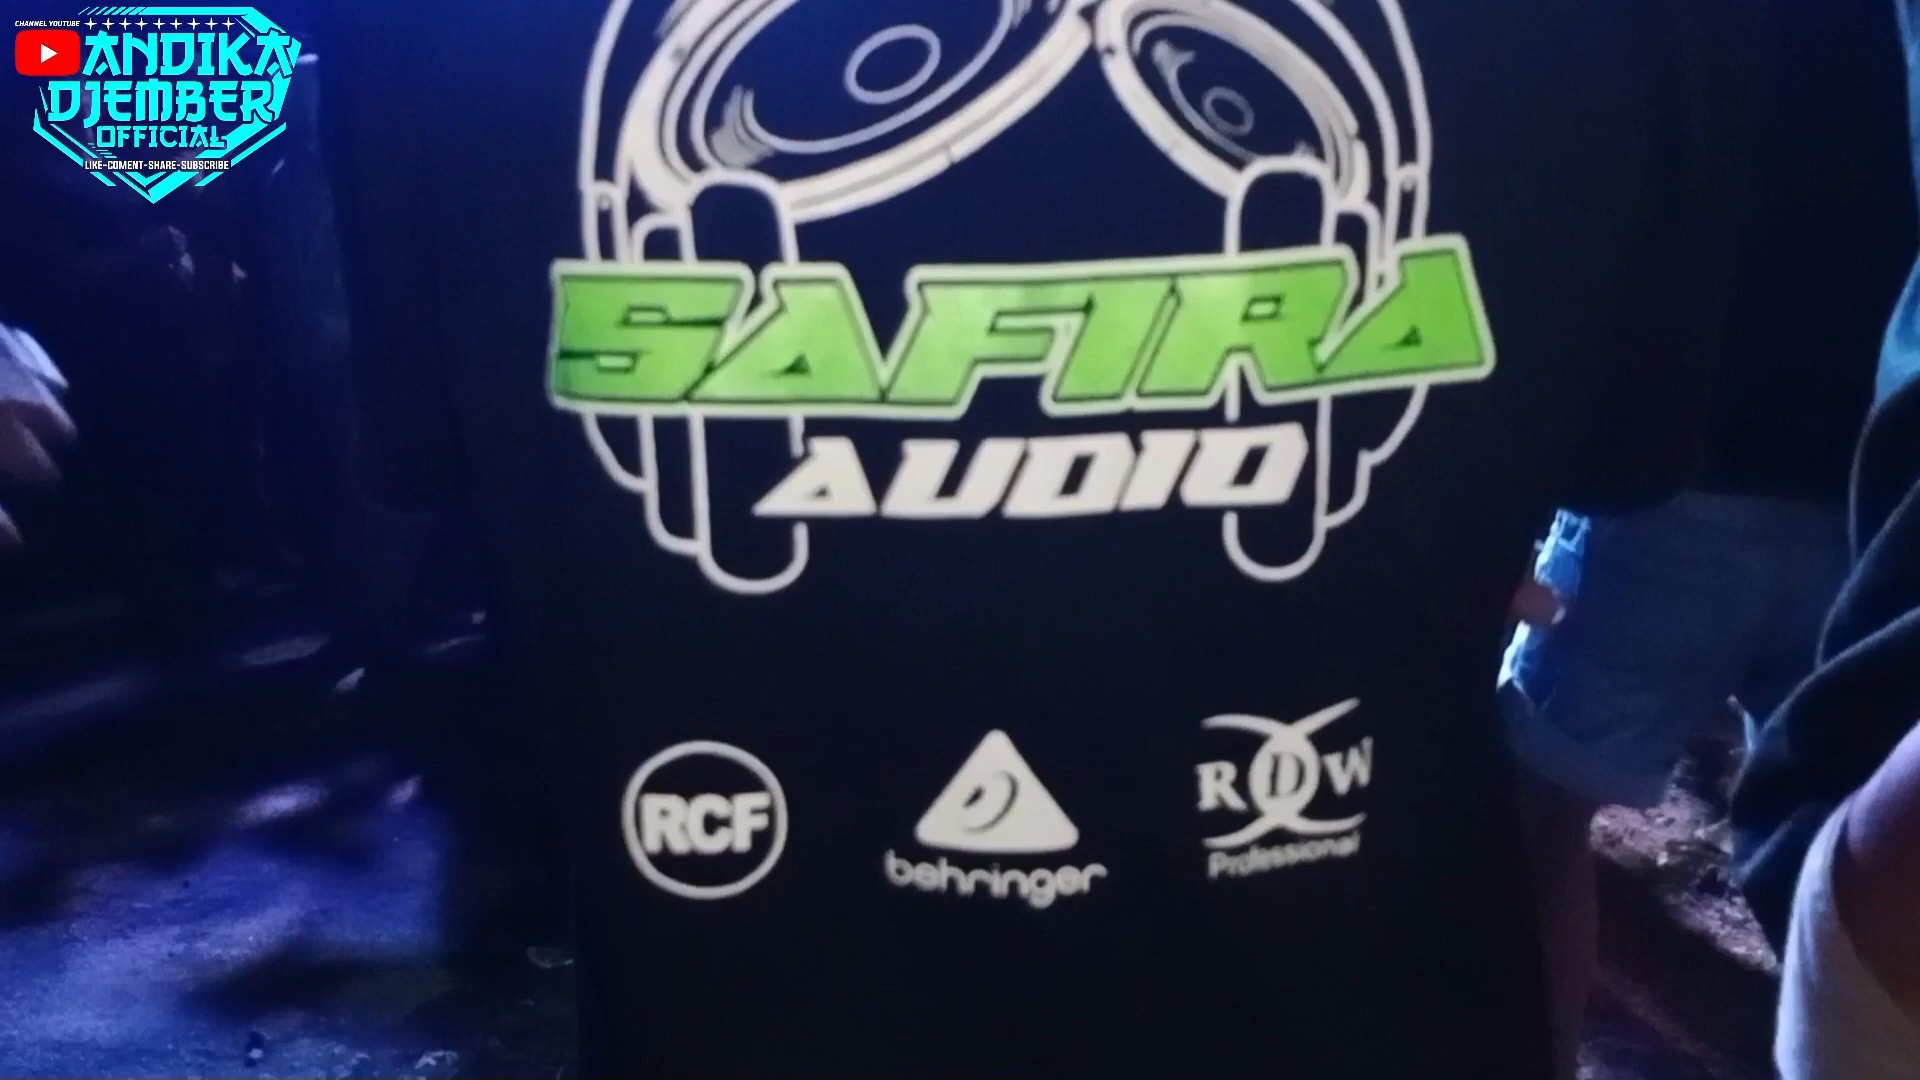 CHANNEL YOUTUBE
ANDIKA
DJEMBER
OFFICIAL
LIKE-COMENT-SHARE-SUBSCRIBE
SAFIRA
AUDIO
RCF
behringer
RDW
Professional